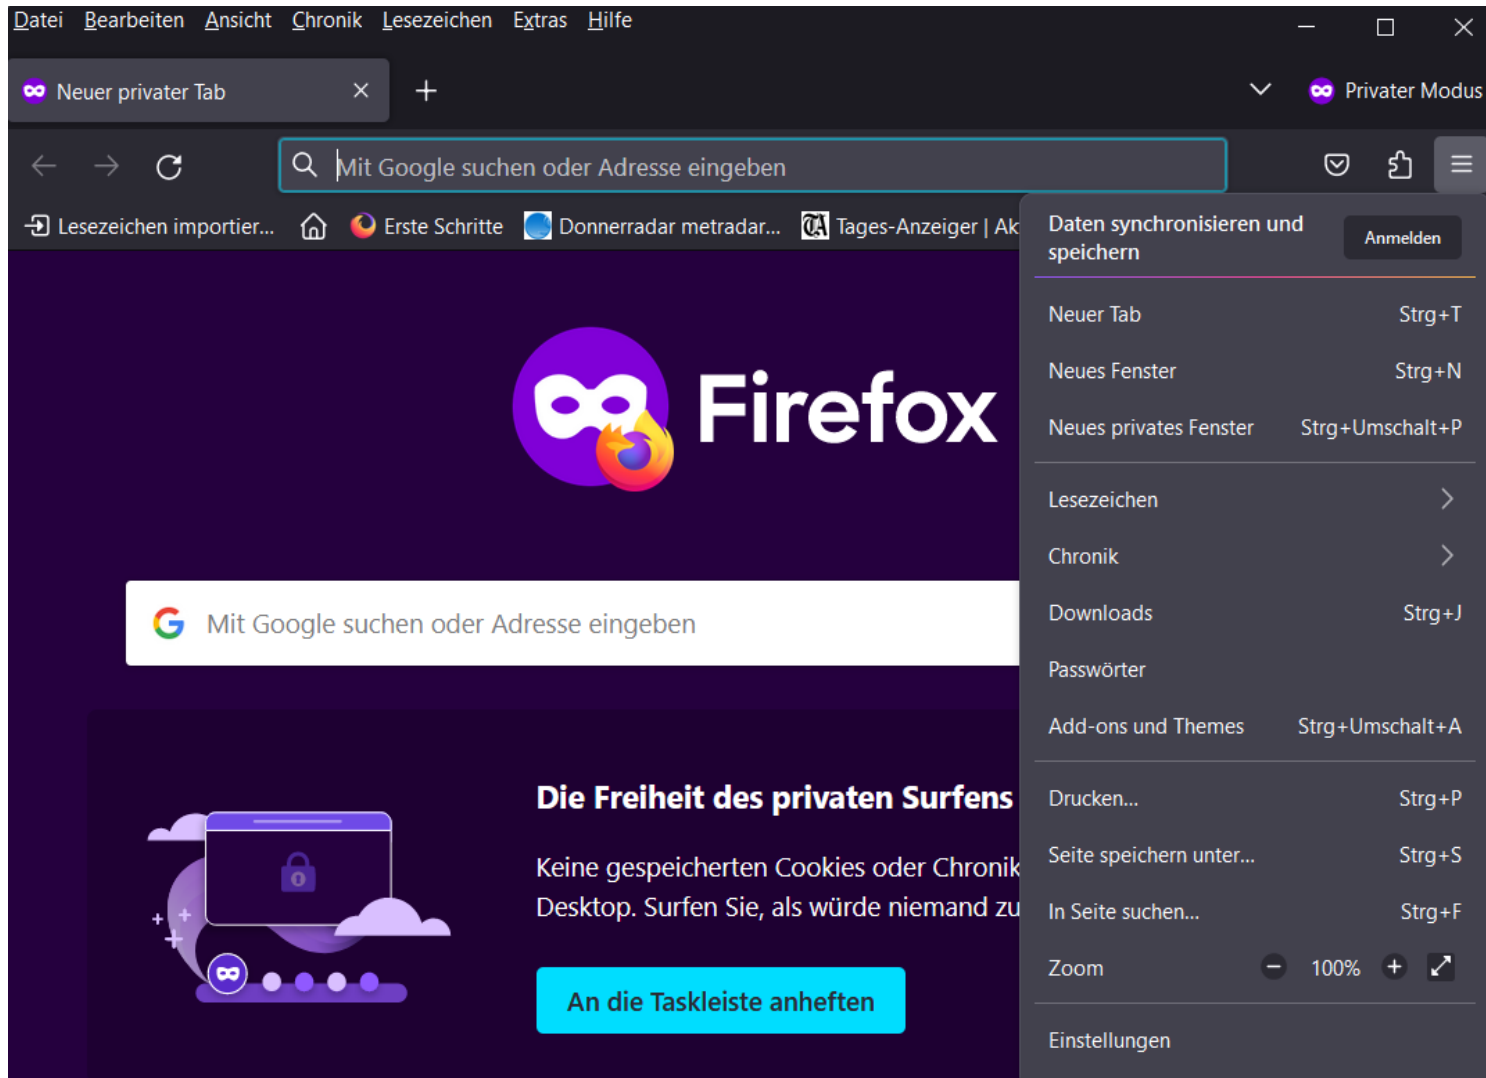 Datei Bearbeiten Ansicht Chronik Lesezeichen Extras Hilfe
Neuer privater Tab
Privater Modus
Mit Google suchen oder Adresse eingeben
Lesezeichen importier... Erste Schritte Donnerradar metradar... Tages-Anzeiger | Ak
Daten synchronisieren und
speichern
Anmelden
Neuer Tab Strg+T
Neues Fenster Strg+N
Neues privates Fenster Strg+Umschalt+P
Lesezeichen
Chronik
Downloads Strg+J
Passwörter
Add-ons und Themes Strg+Umschalt+A
Drucken... Strg+P
Seite speichern unter... Strg+S
In Seite suchen... Strg+F
Zoom 100%
Einstellungen
Firefox
Mit Google suchen oder Adresse eingeben
Die Freiheit des privaten Surfens
Keine gespeicherten Cookies oder Chronik
Desktop. Surfen Sie, als würde niemand zu
An die Taskleiste anheften